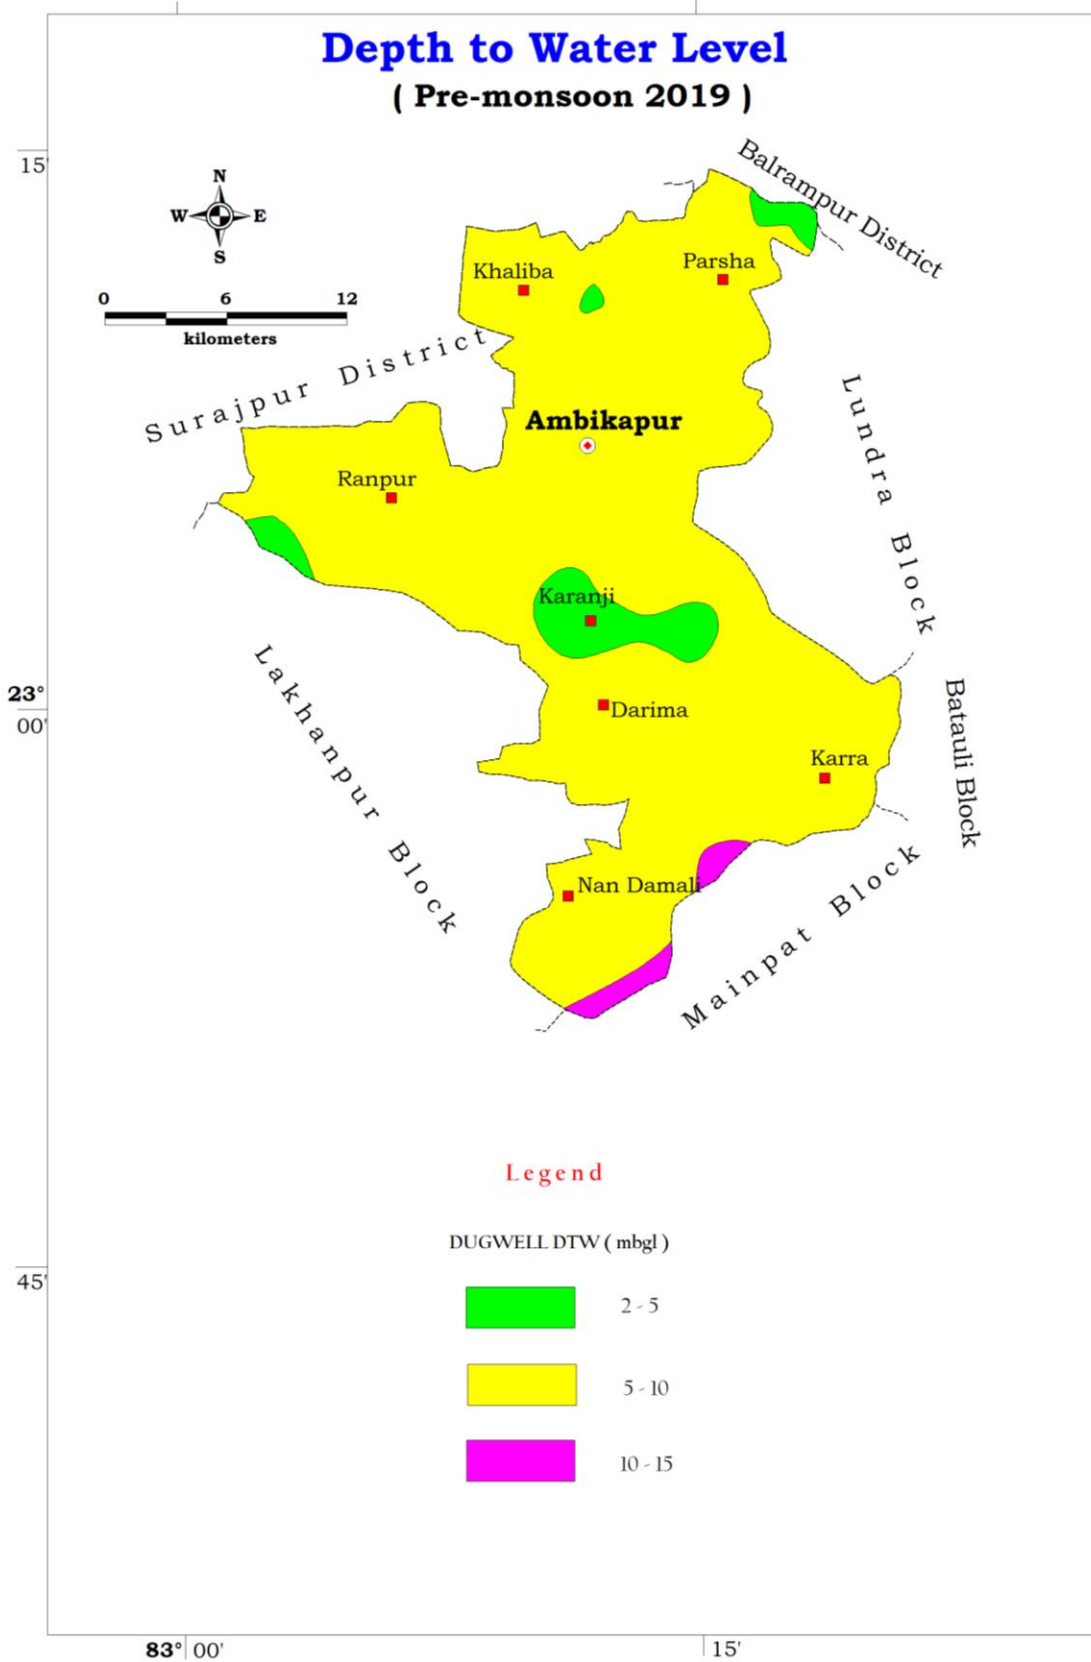 Depth to Water Level
( Pre-monsoon 2019 )
15'
Balrampur District
N
W E
S
Khaliba
Parsha
0 6 12
kilometers
Surajpur District
Ambikapur
Lundra Block
Ranpur
Karanji
23°
00'
Darima
Lakhanpur Block
Batauli Block
Karra
Nan Damali
Mainpat Block
Legend
DUGWELL DTW ( mbgl )
45'
2 - 5
5 - 10
10 - 15
83° 00' 15'